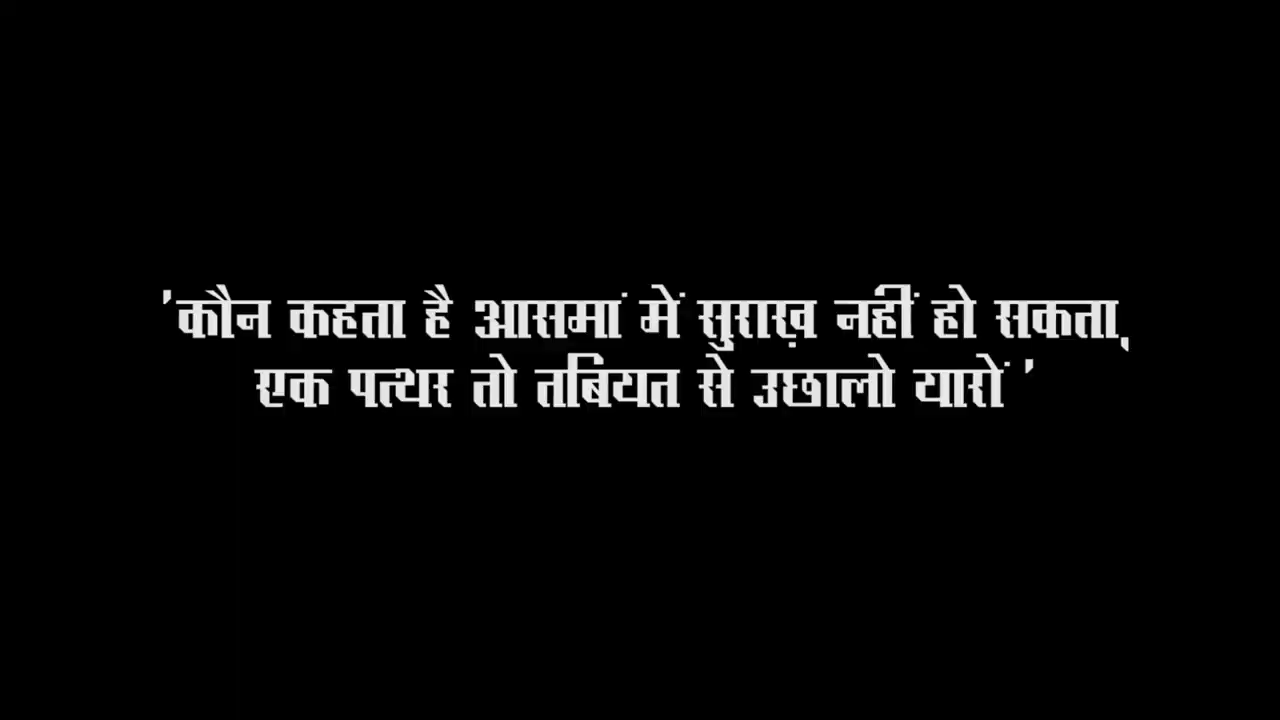 'कौन कहता है आसमां में सुराख़ नहीं हो सकता,
एक पत्थर तो तबियत से उछालो यारों '